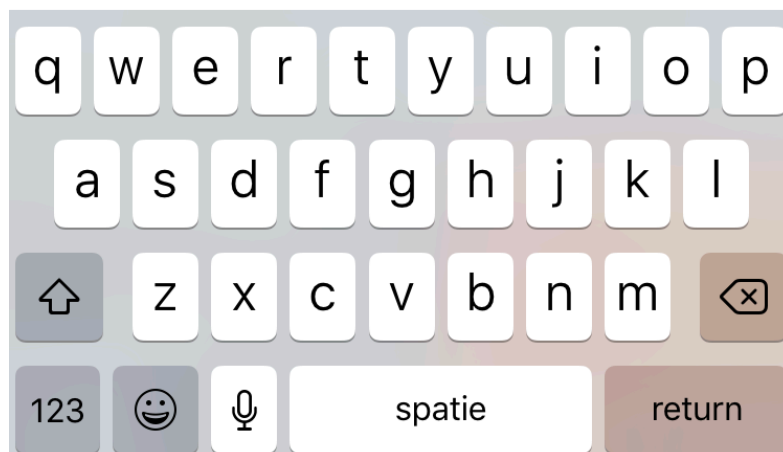 q w e r t y u i o p
a s d f g h j k l
z x c v b n m
123 spatie return